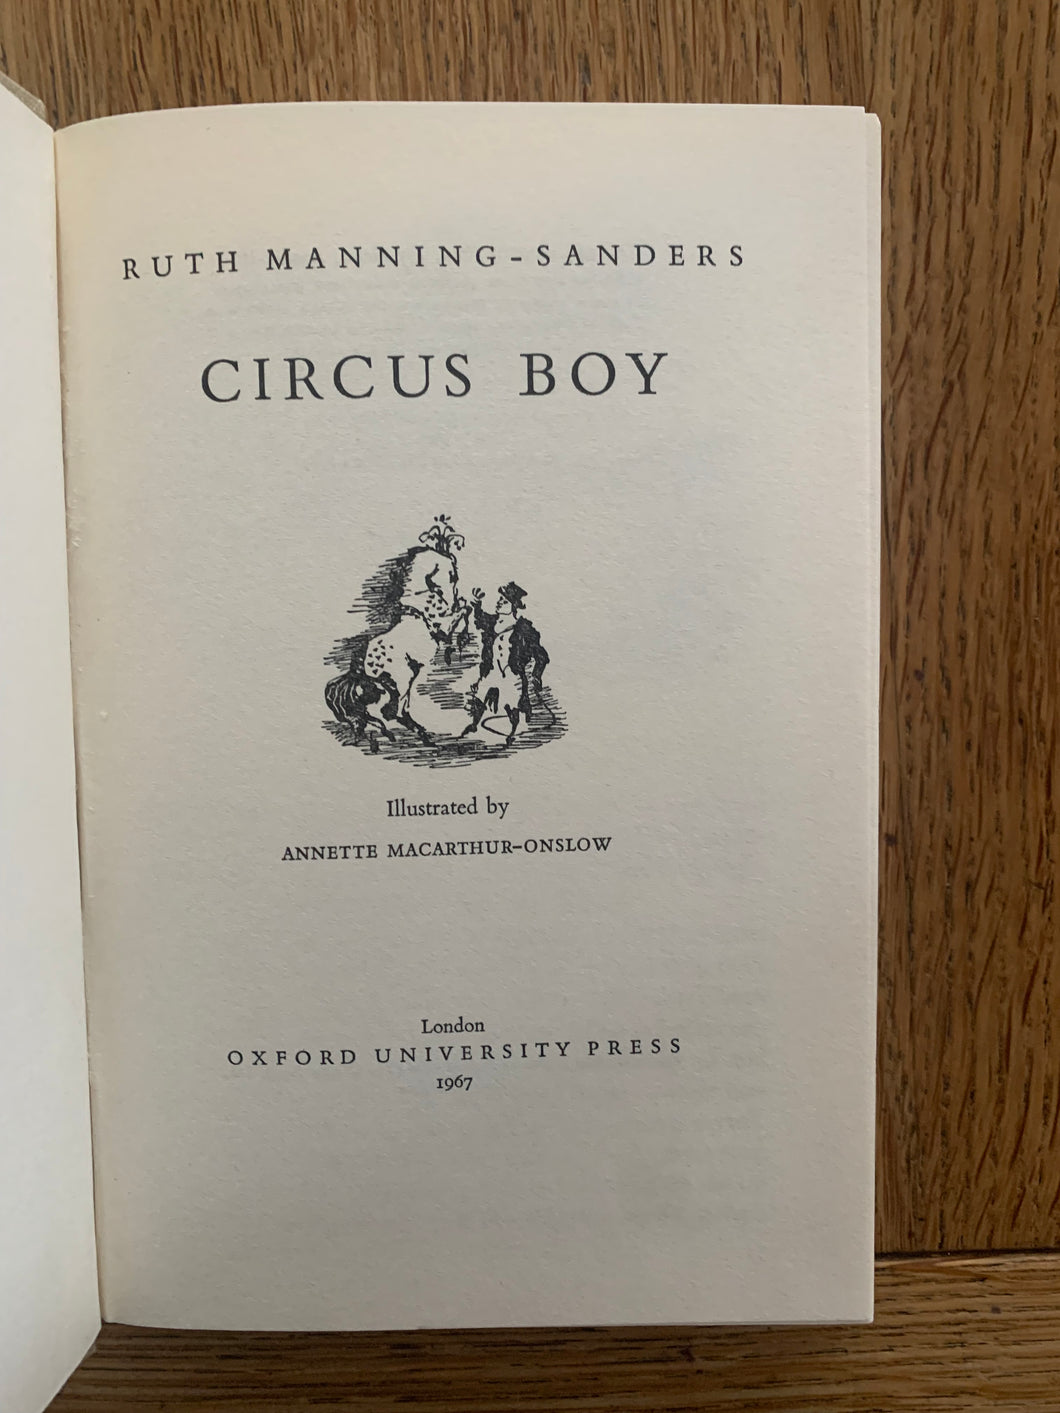 RUTH MANNING-SANDERS
CIRCUS BOY
Illustrated by
ANNETTE MACARTHUR-ONSLOW
London
OXFORD UNIVERSITY PRESS
1967